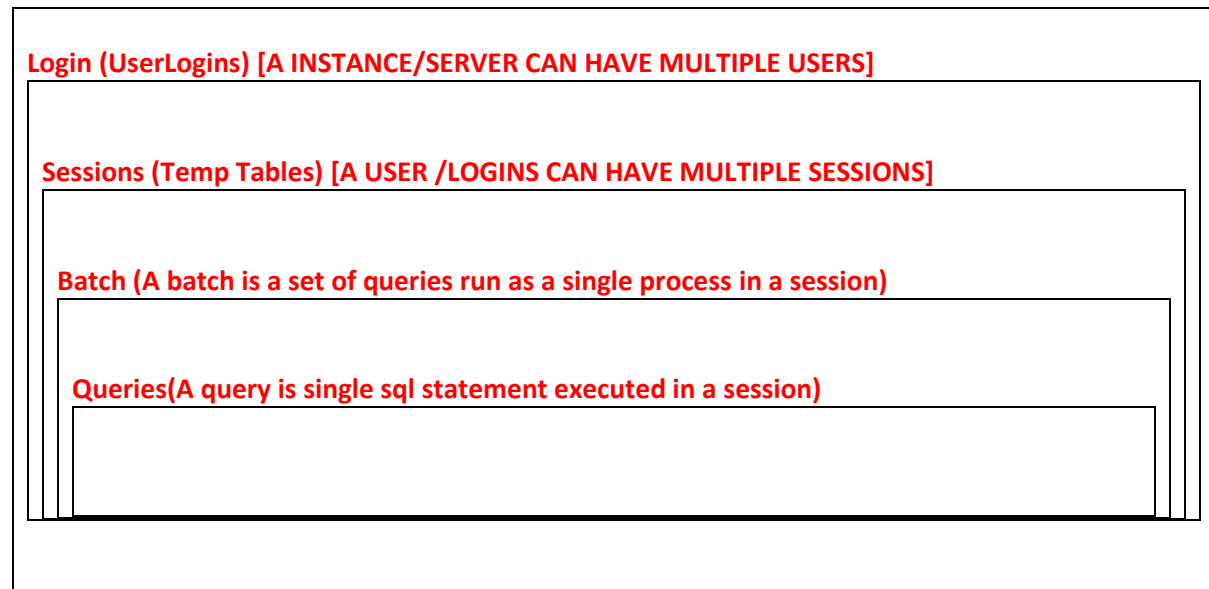 Login (UserLogins) [A INSTANCE/SERVER CAN HAVE MULTIPLE USERS]
Sessions (Temp Tables) [A USER /LOGINS CAN HAVE MULTIPLE SESSIONS]
Batch (A batch is a set of queries run as a single process in a session)
Queries(A query is single sql statement executed in a session)